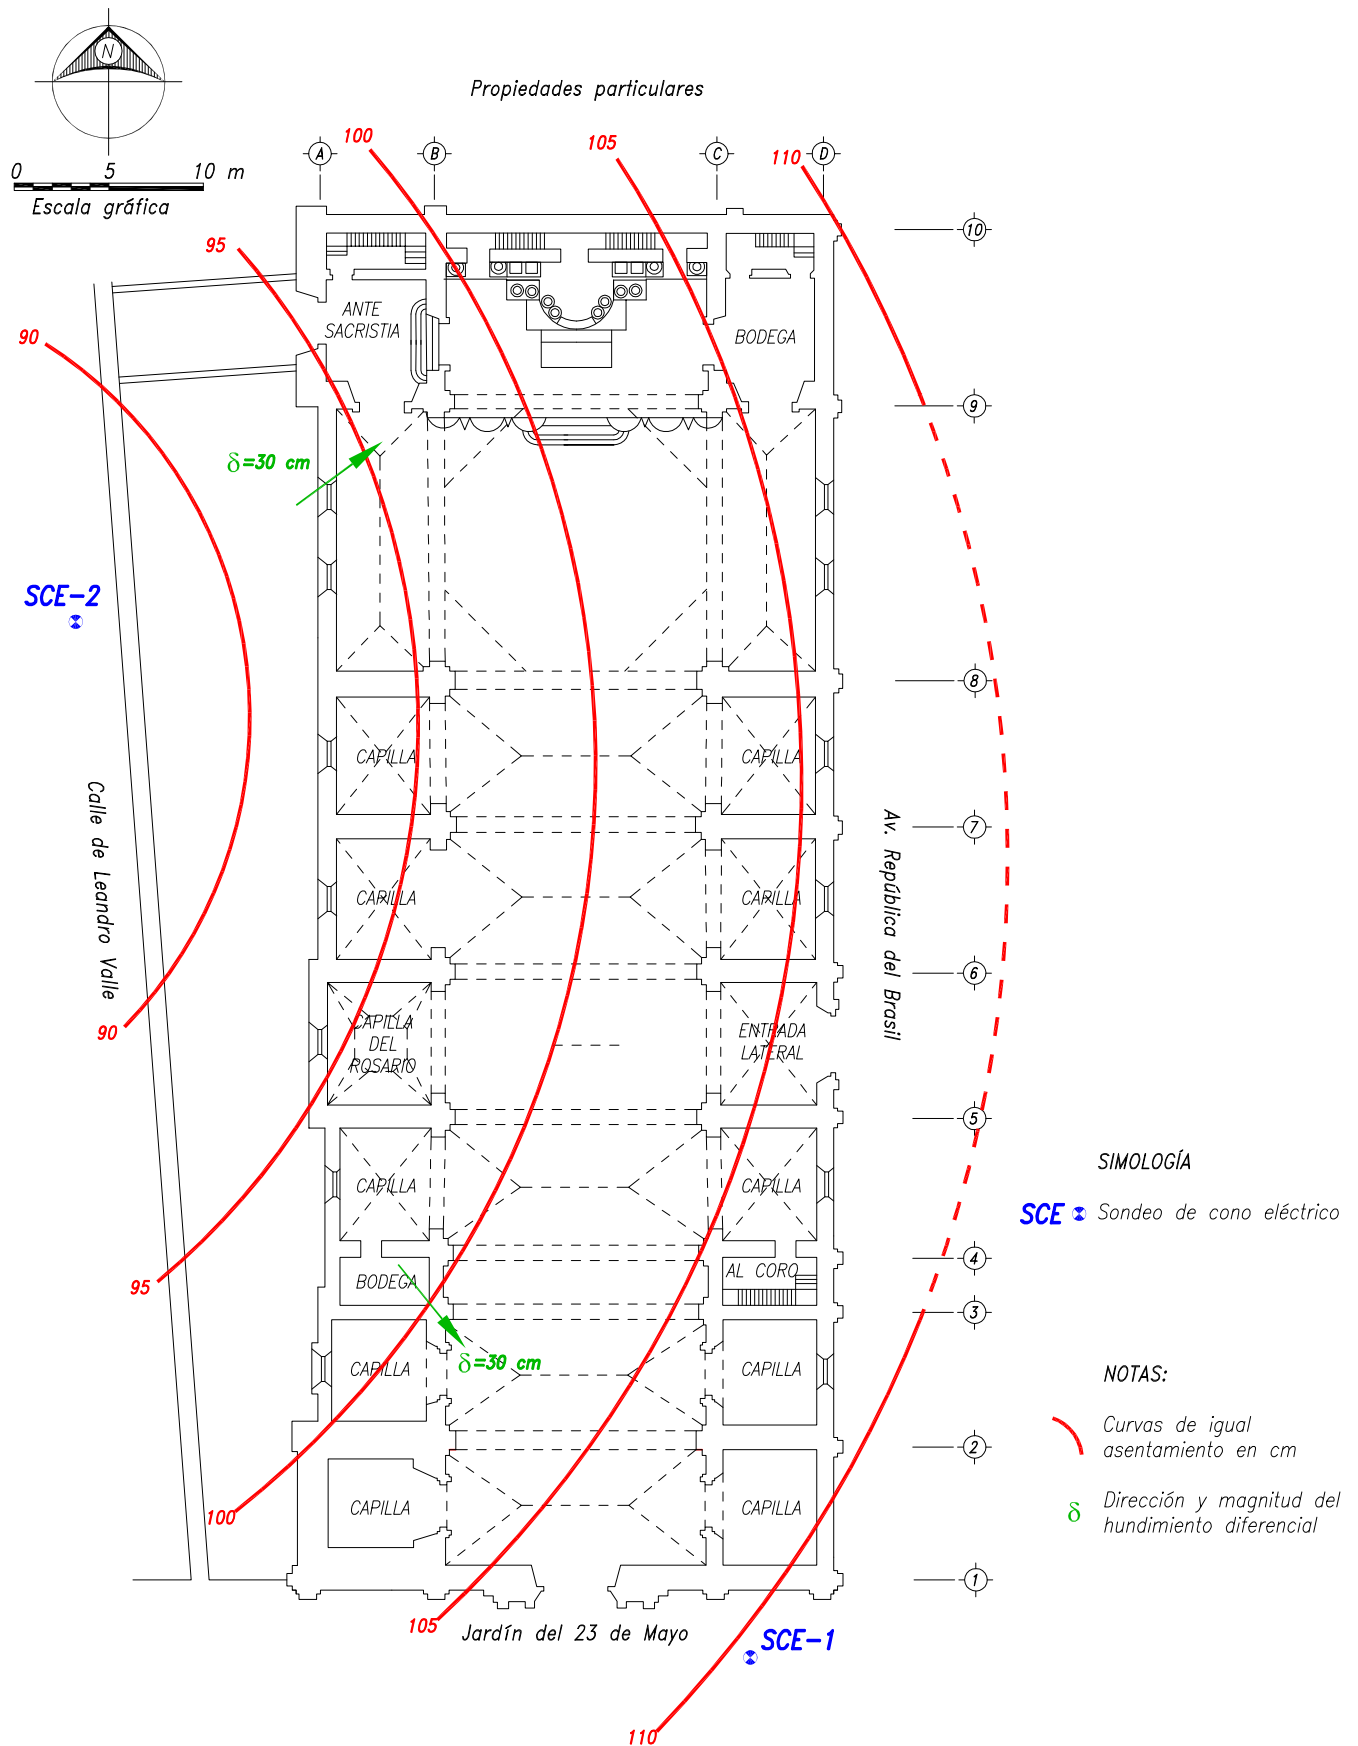 N
0 5 10 m
Escala gráfica
Propiedades particulares
A B C D
100
105
110
95
90
10
ANTE
SACRISTIA
BODEGA
9
δ=30 cm
SCE-2
8
CAPILLA
CAPILLA
7
Calle de Leandro Valle
Av. República del Brasil
CAPILLA
CAPILLA
6
90
CAPILLA
DEL
ROSARIO
ENTRADA
LATERAL
5
CAPILLA
CAPILLA
4
95
BODEGA
AL CORO
3
δ=30 cm
CAPILLA
CAPILLA
2
100
CAPILLA
CAPILLA
1
105
Jardín del 23 de Mayo
SCE-1
110
SIMOLOGÍA
SCE Sondeo de cono eléctrico
NOTAS:
Curvas de igual
asentamiento en cm
δ Dirección y magnitud del
hundimiento diferencial